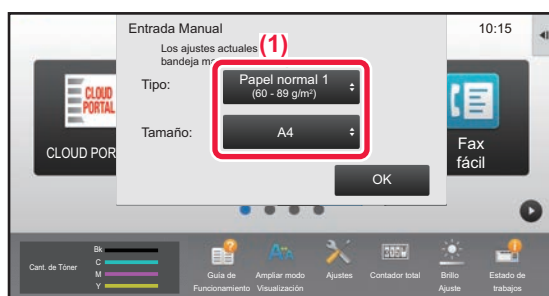 Entrada Manual
10:15
Los ajustes actuales
(1)
bandeja
Tipo:
Papel normal 1
(60 - 89 g/m²)
Tamaño:
A4
OK
CLOUD
PORTAL
CLOUD POR
Fax
fácil
Cant. de Tóner
Bk
C
M
Y
Guía de
Funcionamiento
Ampliar modo
Visualización
Ajustes
Contador total
Brillo
Ajuste
Estado de
trabajos